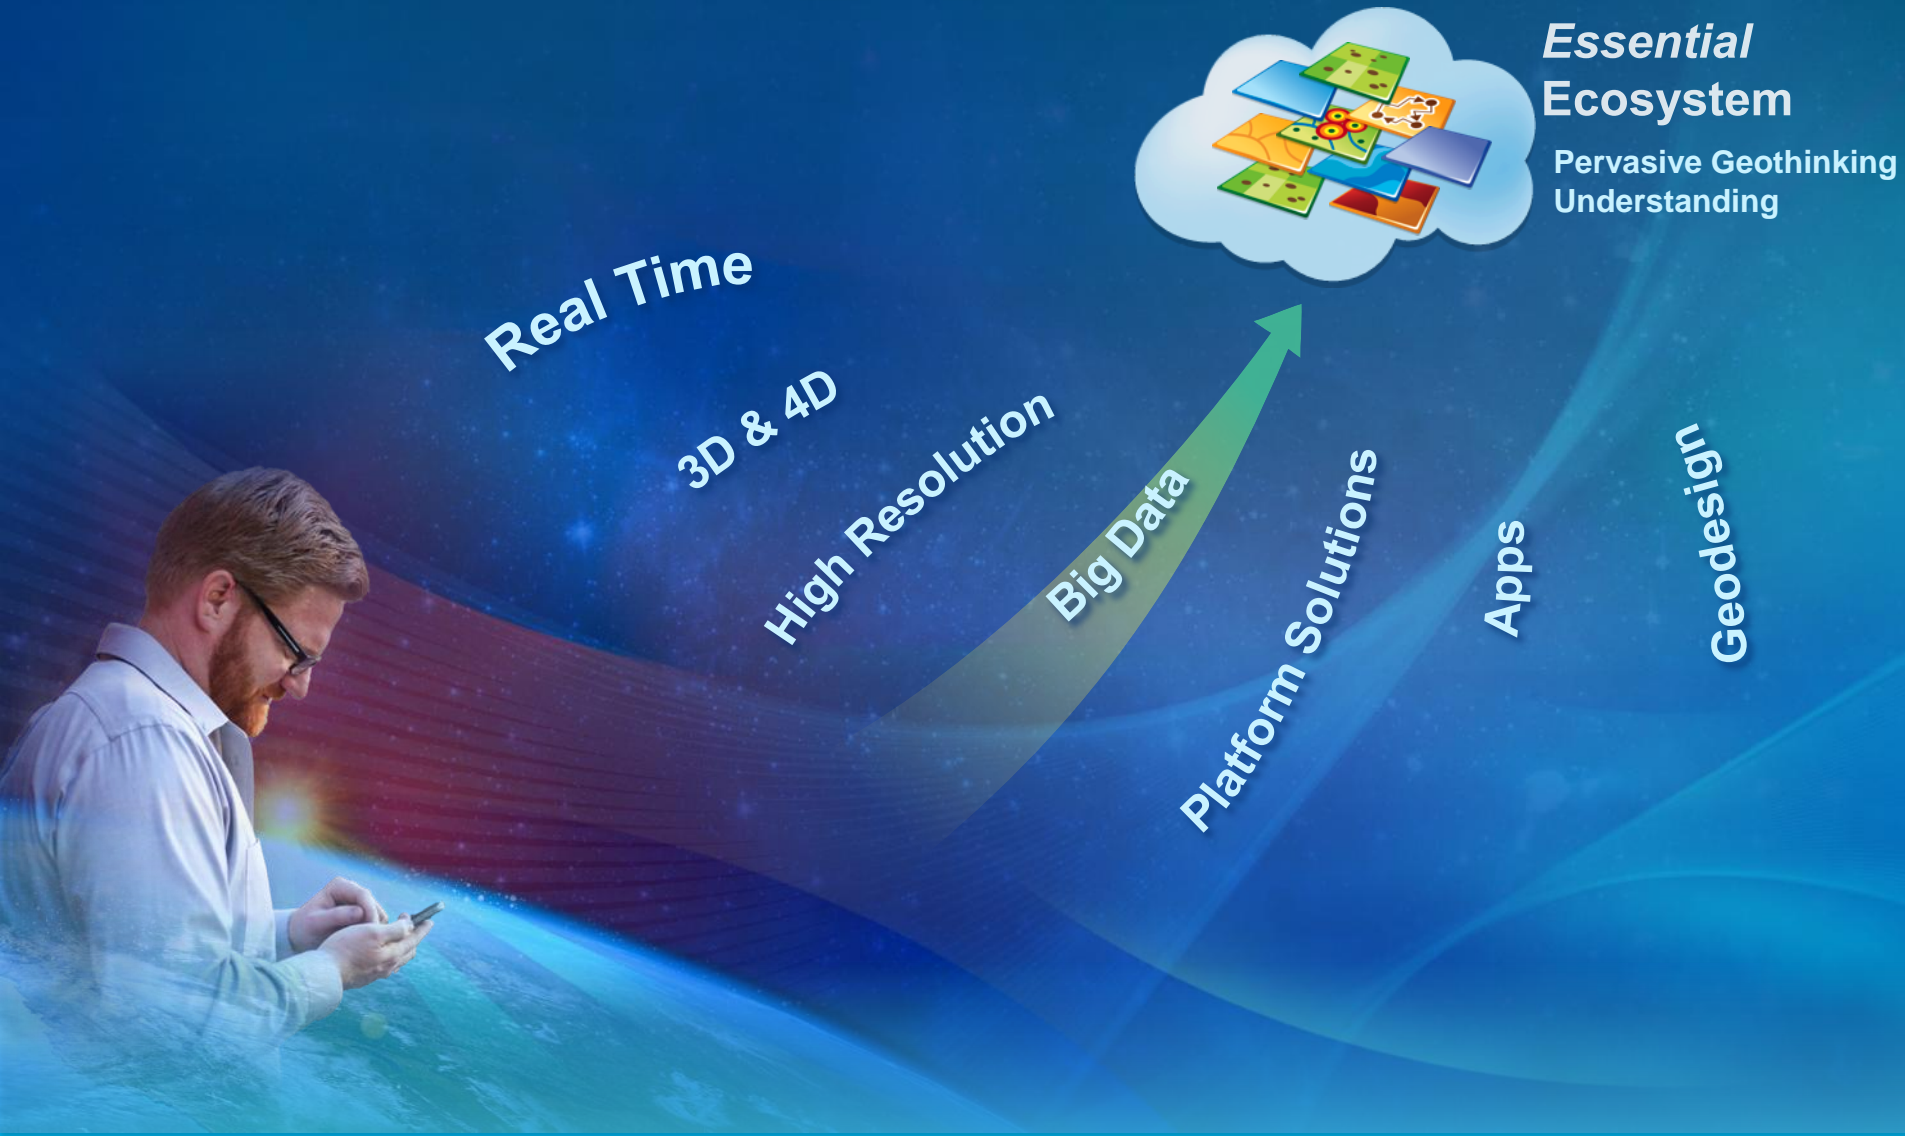 Essential
Ecosystem
Pervasive Geothinking
Understanding
Real Time
3D & 4D
High Resolution
Big Data
Platform Solutions
Apps
Geodesign